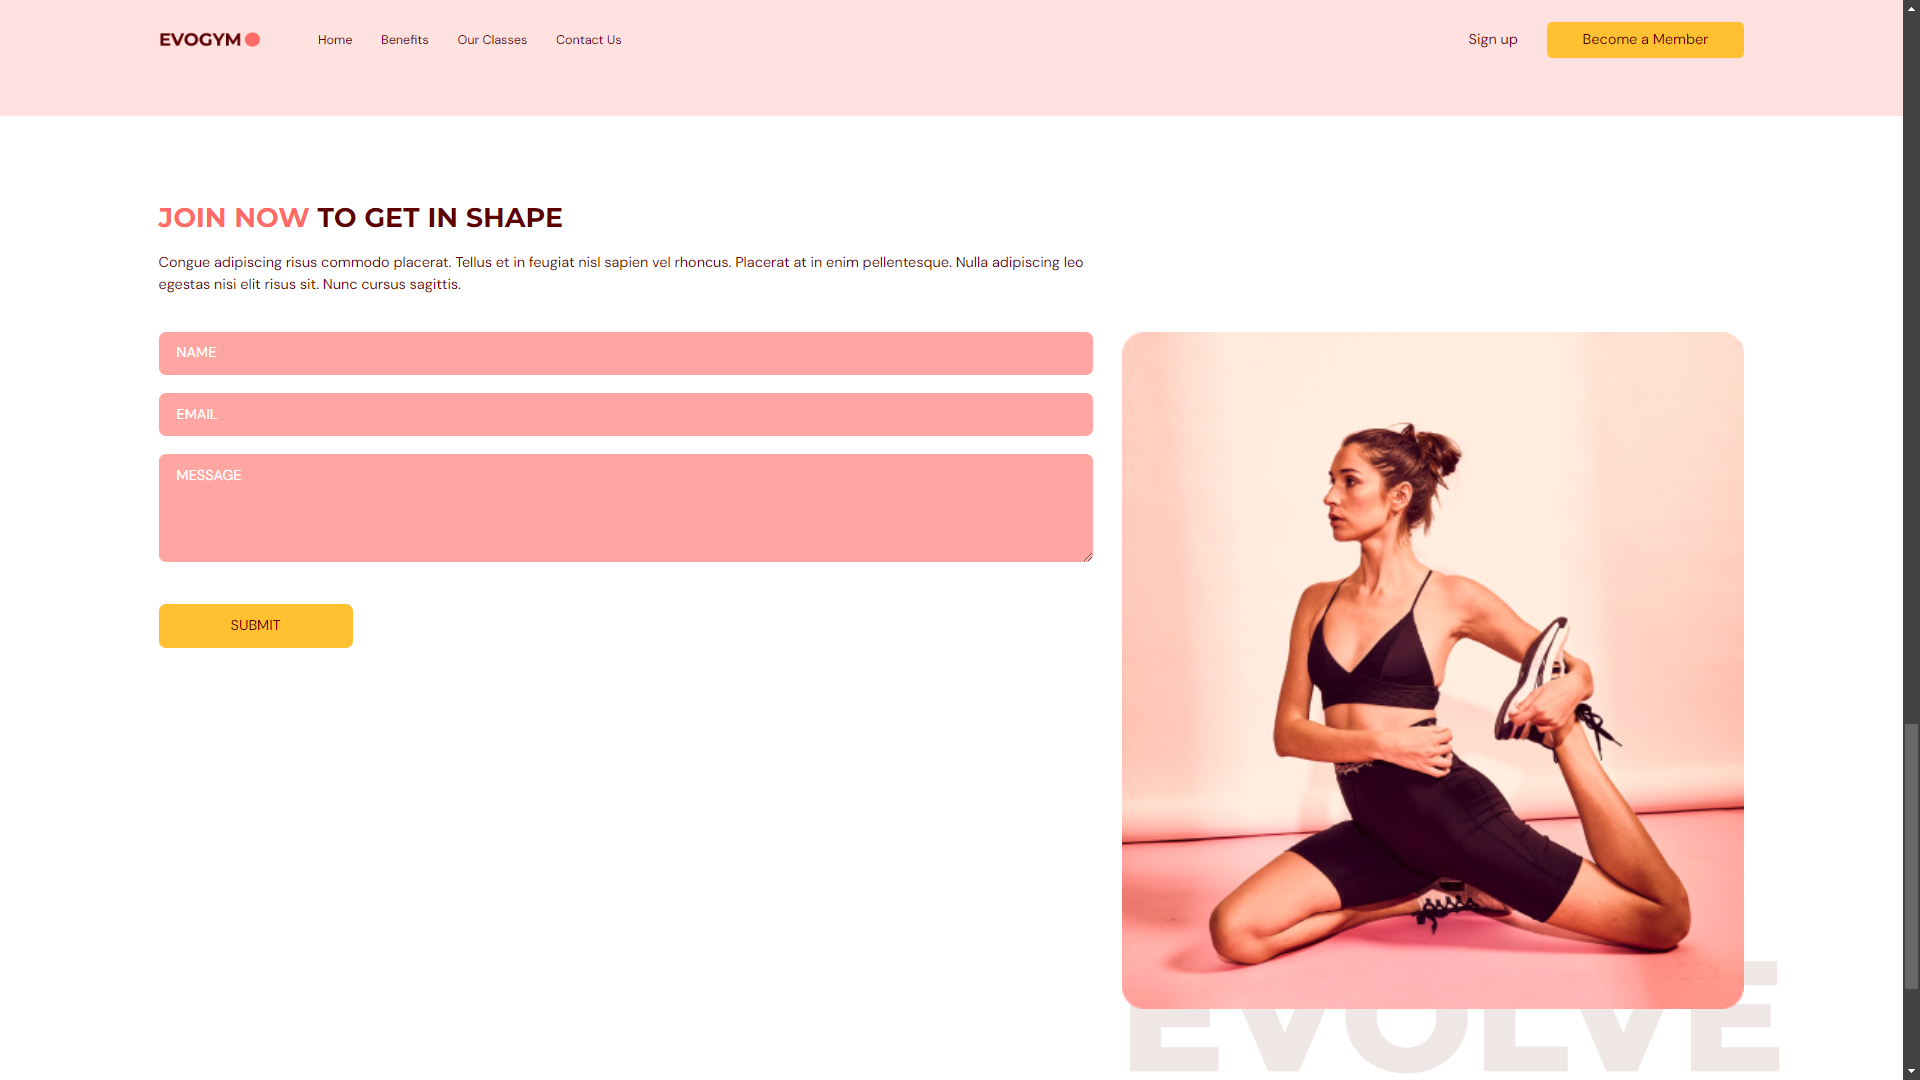 EVOGYM
Home
Benefits
Our Classes
Contact Us
Sign up
Become a Member
JOIN NOW TO GET IN SHAPE
Congue adipiscing risus commodo placerat. Tellus et in feugiat nisl sapien vel rhoncus. Placerat at in enim pellentesque. Nulla adipiscing leo
egestas nisi elit risus sit. Nunc cursus sagittis.
NAME
EMAIL
MESSAGE
SUBMIT
EVOLVE